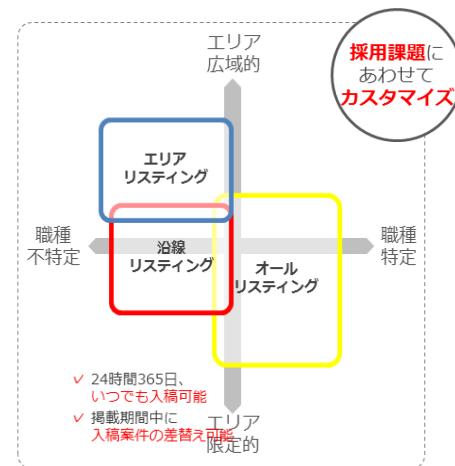 エリア
広域的
採用課題に
あわせて
カスタマイズ
エリア
リスティング
職種
不特定
沿線
リスティング
オール
リスティング
職種
特定
✓ 24時間365日、
いつでも入稿可能
✓ 掲載期間中に
入稿案件の差替え可能
エリア
限定的